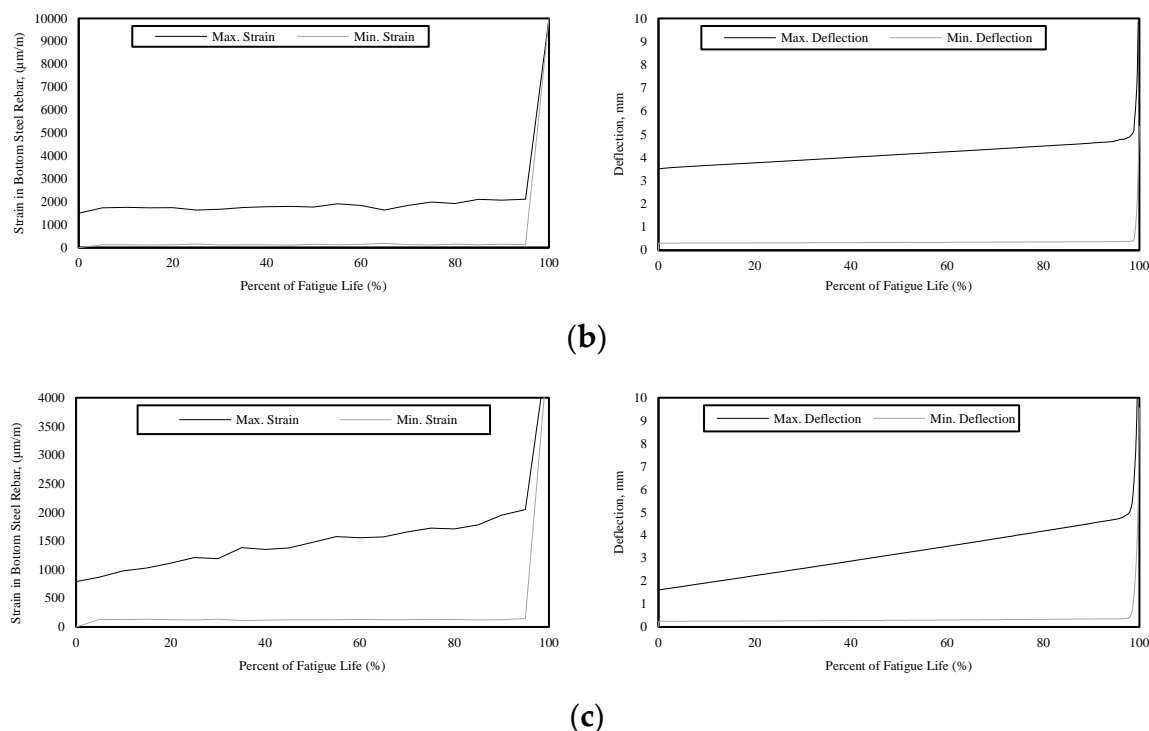 Strain in Bottom Steel Rebar, (µm/m)
10000
9000
8000
7000
6000
5000
4000
3000
2000
1000
0
Max. Strain Min. Strain
0 20 40 60 80 100
Percent of Fatigue Life (%)
Deflection, mm
10
9
8
7
6
5
4
3
2
1
0
Max. Deflection Min. Deflection
0 20 40 60 80 100
Percent of Fatigue Life (%)
(b)
Strain in Bottom Steel Rebar, (µm/m)
4000
3500
3000
2500
2000
1500
1000
500
0
Max. Strain Min. Strain
0 20 40 60 80 100
Percent of Fatigue Life (%)
Deflection, mm
10
9
8
7
6
5
4
3
2
1
0
Max. Deflection Min. Deflection
0 20 40 60 80 100
Percent of Fatigue Life (%)
(c)